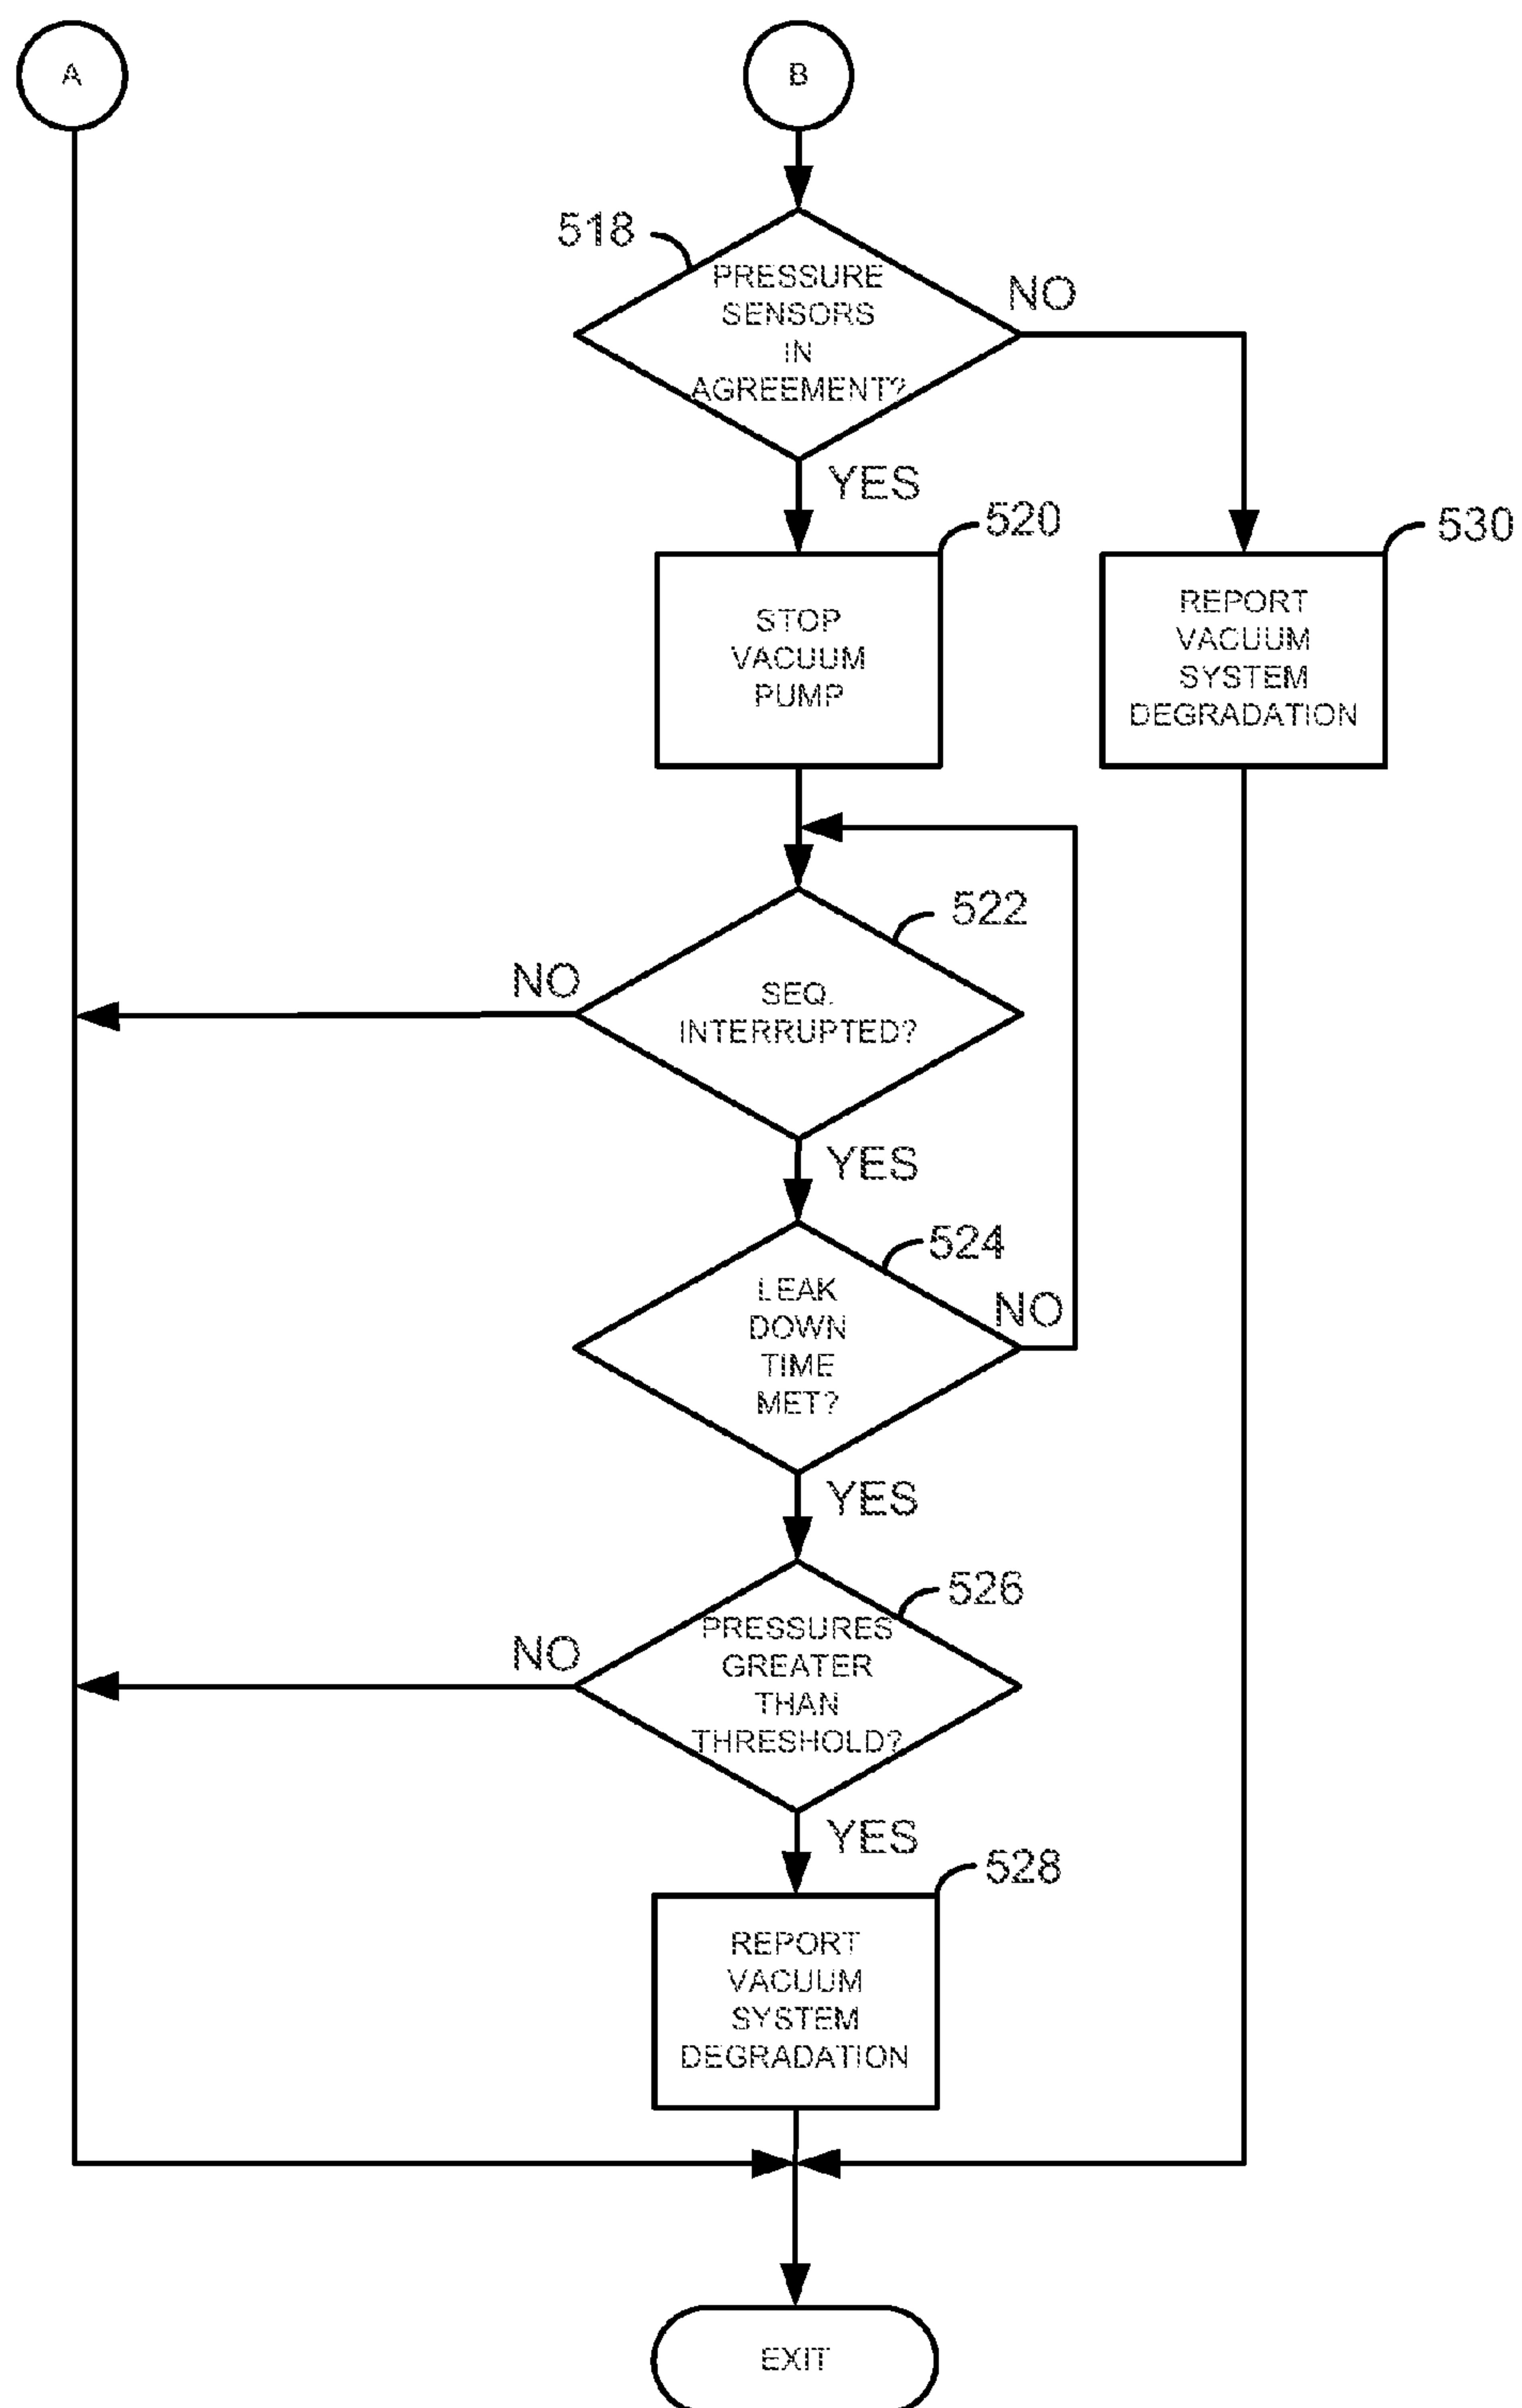 A
B
518
PRESSURE
SENSORS
IN
AGREEMENT?
NO
YES
520
530
STOP
VACUUM
PUMP
REPORT
VACUUM
SYSTEM
DEGRADATION
522
NO
SEQ.
INTERRUPTED?
YES
524
LEAK
DOWN
TIME
MET?
NO
YES
526
PRESSURES
GREATER
THAN
THRESHOLD?
NO
YES
528
REPORT
VACUUM
SYSTEM
DEGRADATION
EXIT